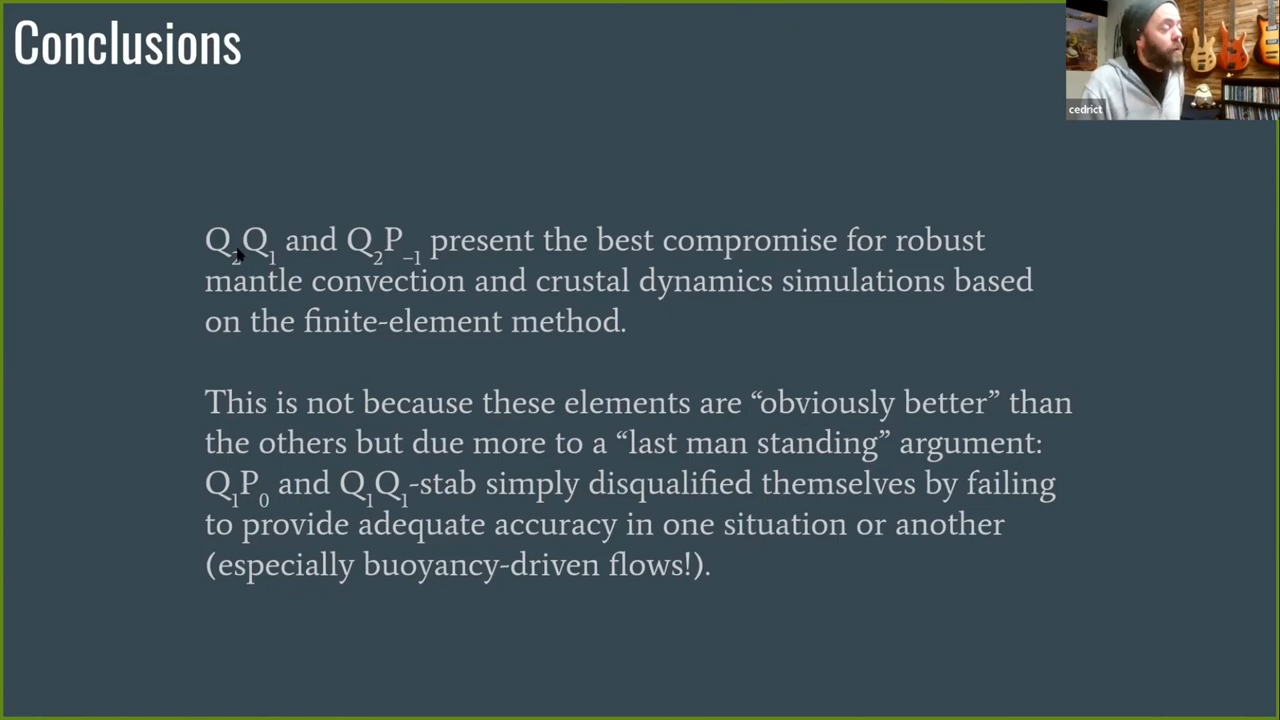 Conclusions
cedrict
Q₂Q₁ and Q₂P₋₁ present the best compromise for robust
mantle convection and crustal dynamics simulations based
on the finite-element method.
This is not because these elements are “obviously better” than
the others but due more to a “last man standing” argument:
Q₁P₀ and Q₁Q₁-stab simply disqualified themselves by failing
to provide adequate accuracy in one situation or another
(especially buoyancy-driven flows!).